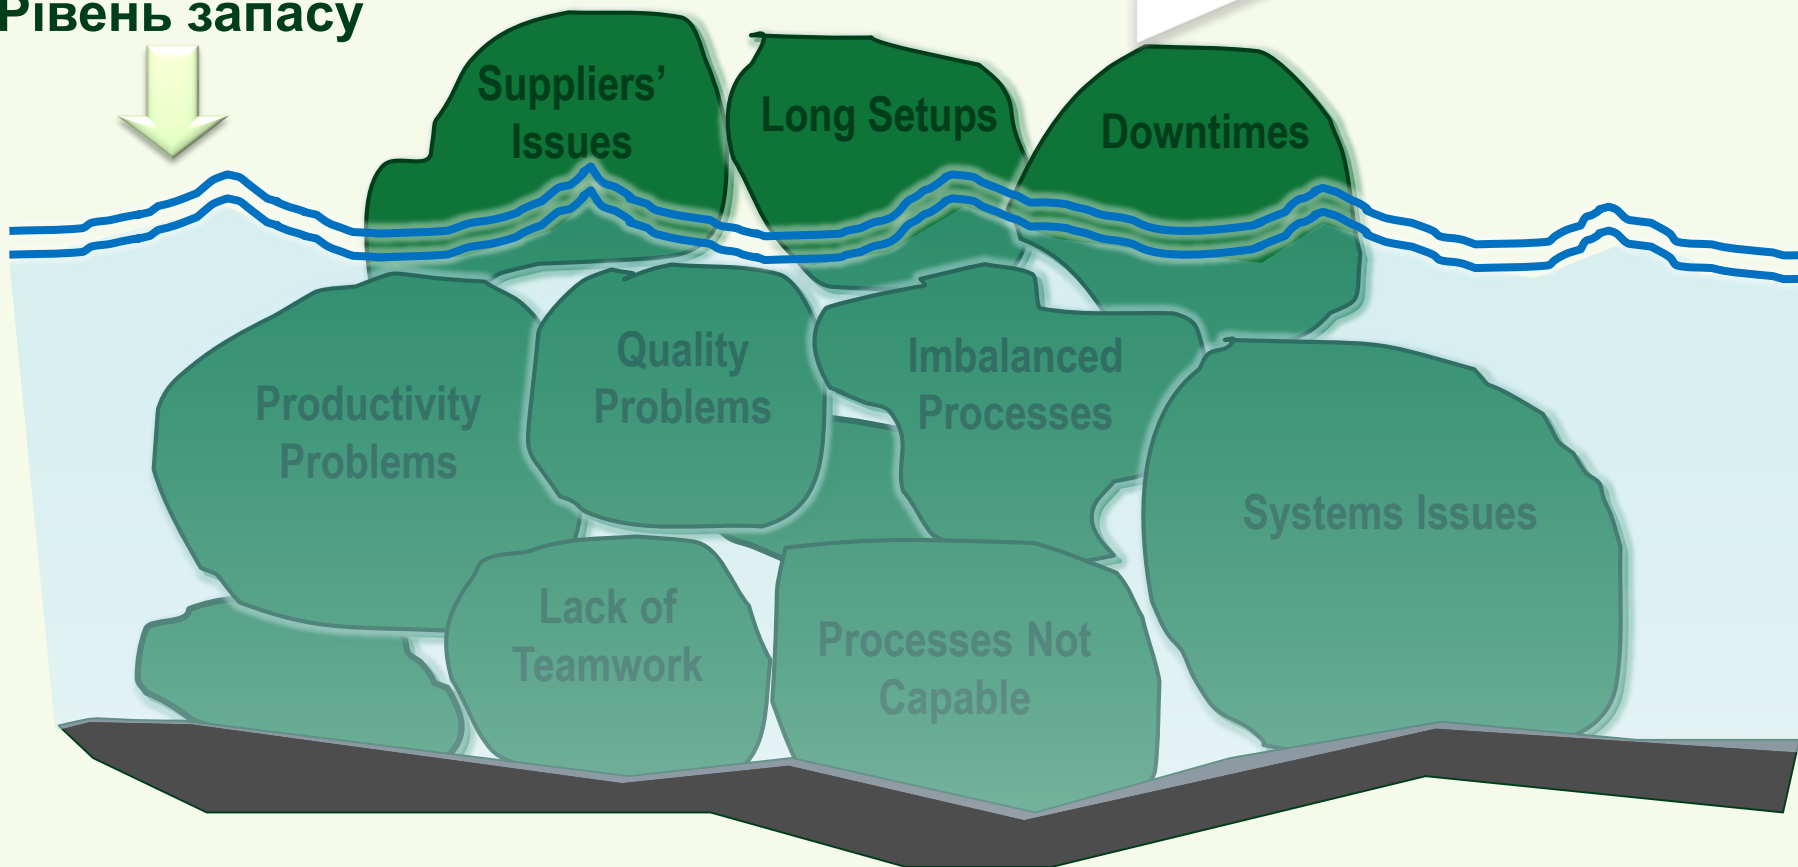 Рівень запасу
Suppliers’
Issues
Long Setups
Downtimes
Quality
Problems
Imbalanced
Processes
Productivity
Problems
Systems Issues
Lack of
Teamwork
Processes Not
Capable